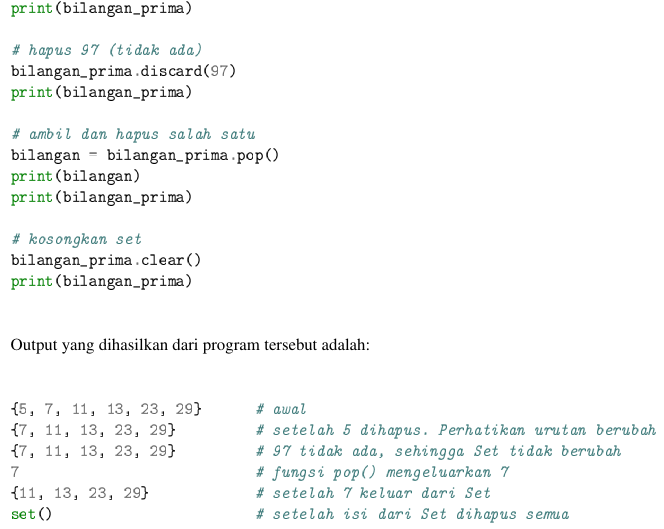 print(bilangan_prima)
# hapus 97 (tidak ada)
bilangan_prima.discard(97)
print(bilangan_prima)
# ambil dan hapus salah satu
bilangan = bilangan_prima.pop()
print(bilangan)
print(bilangan_prima)
# kosongkan set
bilangan_prima.clear()
print(bilangan_prima)
Output yang dihasilkan dari program tersebut adalah:
{5, 7, 11, 13, 23, 29} # awal
{7, 11, 13, 23, 29} # setelah 5 dihapus. Perhatikan urutan berubah
{7, 11, 13, 23, 29} # 97 tidak ada, sehingga Set tidak berubah
7 # fungsi pop() mengeluarkan 7
{11, 13, 23, 29} # setelah 7 keluar dari Set
set() # setelah isi dari Set dihapus semua